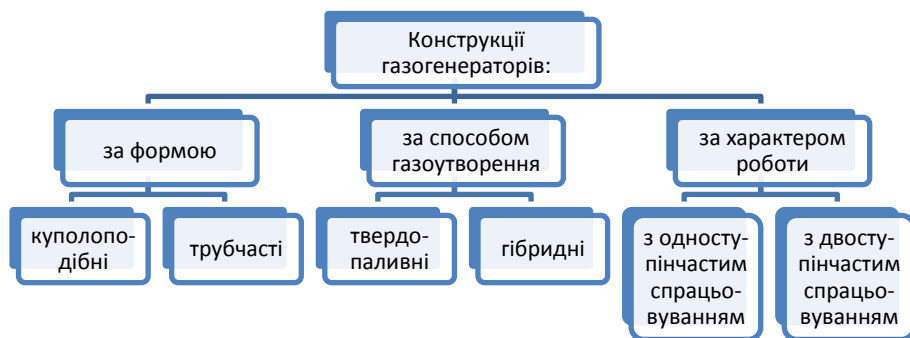 Конструкції
газогенераторів:
за формою
за способом
газоутворення
за характером
роботи
куполопо-
дібні
трубчасті
твердо-
паливні
гібридні
з односту-
пінчастим
спрацьо-
вуванням
з двосту-
пінчастим
спрацьо-
вуванням